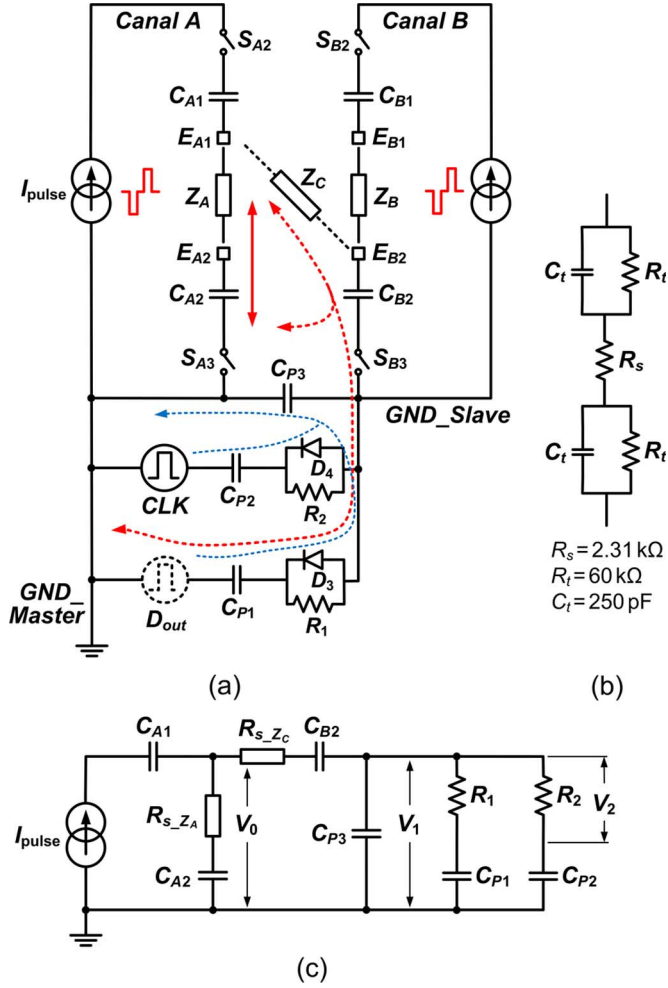 Canal A
Canal B
S_A2
S_B2
C_A1
C_B1
E_A1
E_B1
I_pulse
Z_A
Z_C
Z_B
E_A2
E_B2
C_A2
C_B2
S_A3
S_B3
C_P3
GND_Slave
CLK
C_P2
D_4
R_2
GND_
Master
D_out
C_P1
D_3
R_1
(a)
C_t
R_t
R_s
C_t
R_t
R_s = 2.31 kΩ
R_t = 60 kΩ
C_t = 250 pF
(b)
C_A1
R_s_Z_C
C_B2
I_pulse
R_s_Z_A
V_0
C_A2
C_P3
V_1
R_1
R_2
V_2
C_P1
C_P2
(c)